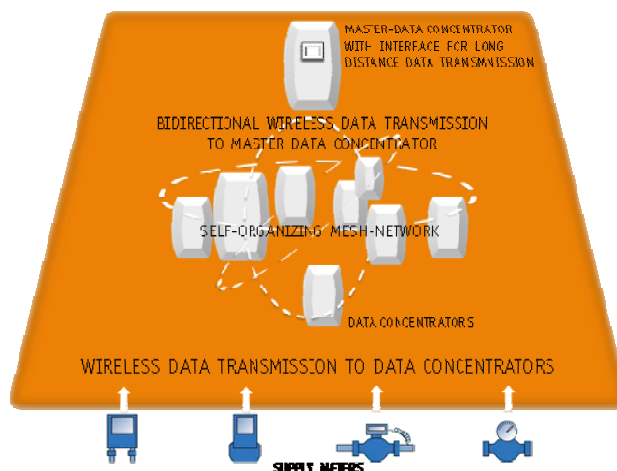 MASTER-DATA CONCENTRATOR
WITH INTERFACE FOR LONG
DISTANCE DATA TRANSMISSION
BIDIRECTIONAL WIRELESS DATA TRANSMISSION
TO MASTER DATA CONCENTRATOR
SELF-ORGANIZING MESH-NETWORK
DATA CONCENTRATORS
WIRELESS DATA TRANSMISSION TO DATA CONCENTRATORS
SUPPLY METERS